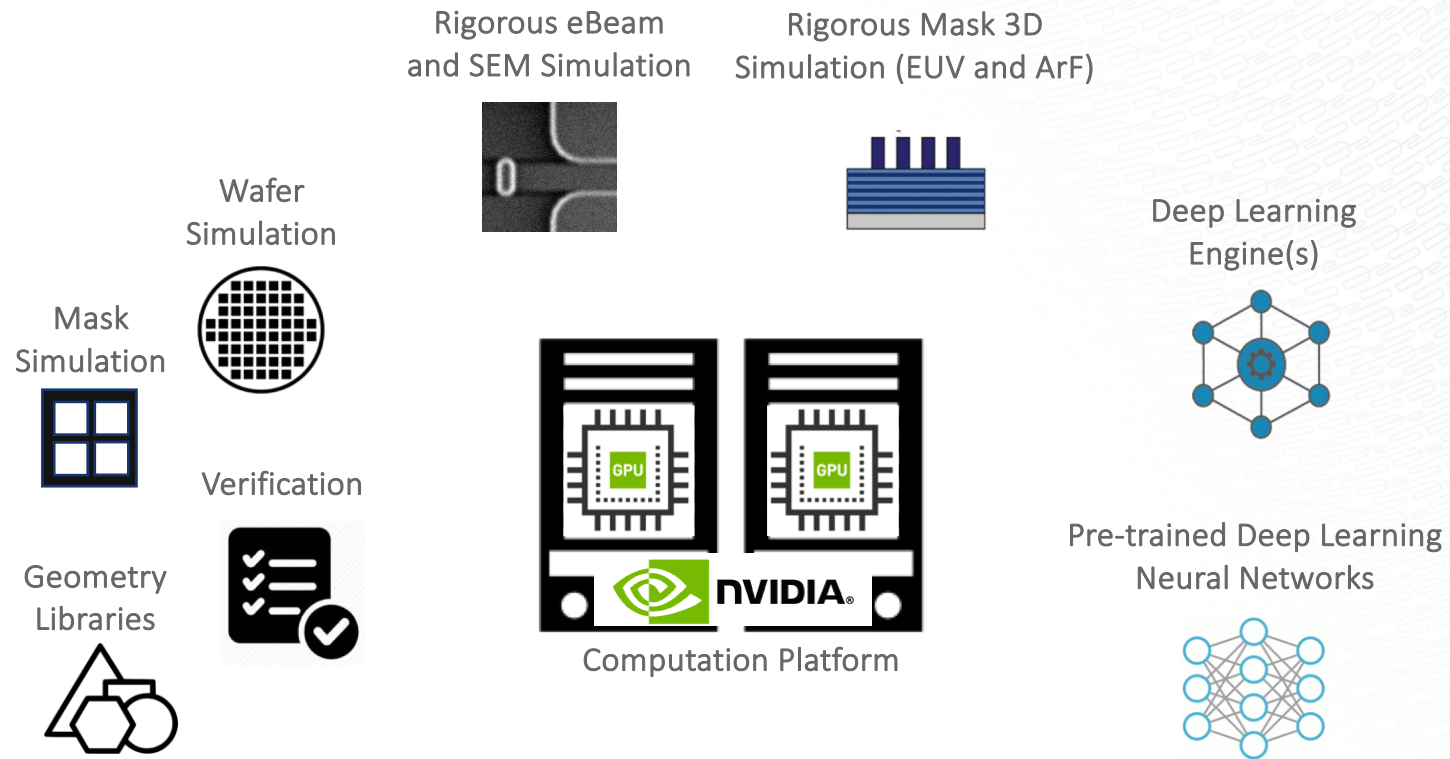 Rigorous eBeam
and SEM Simulation
Rigorous Mask 3D
Simulation (EUV and ArF)
Wafer
Simulation
Deep Learning
Engine(s)
Mask
Simulation
GPU
GPU
Verification
Pre-trained Deep Learning
Neural Networks
Geometry
Libraries
NVIDIA®
Computation Platform